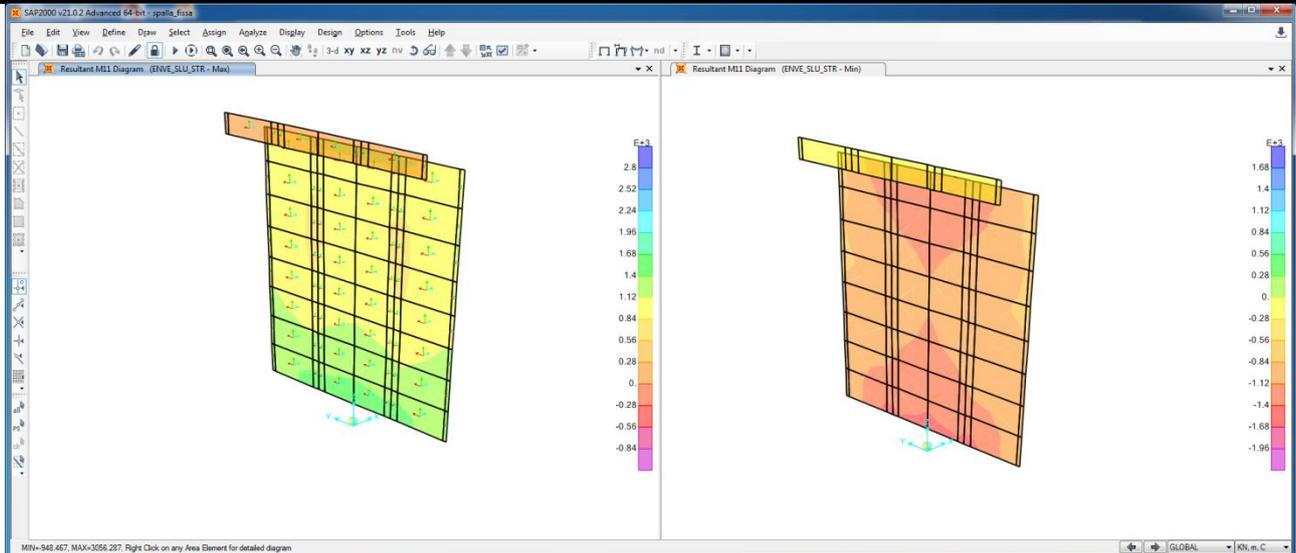 SAP2000 v21.0.2 Advanced 64-bit - spalla_fissa
File Edit View Define Draw Select Assign Analyze Display Design Options Tools Help
3-d xy xz yz nv nd
Resultant M11 Diagram (ENVE_SLU_STR - Max)
Resultant M11 Diagram (ENVE_SLU_STR - Min)
E+3
2.8
2.52
2.24
1.96
1.68
1.4
1.12
0.84
0.56
0.28
0.
-0.28
-0.56
-0.84
E+3
1.68
1.4
1.12
0.84
0.56
0.28
0.
-0.28
-0.56
-0.84
-1.12
-1.4
-1.68
-1.96
MIN=-948.467, MAX=3056.287, Right Click on any Area Element for detailed diagram
GLOBAL
KN, m, C